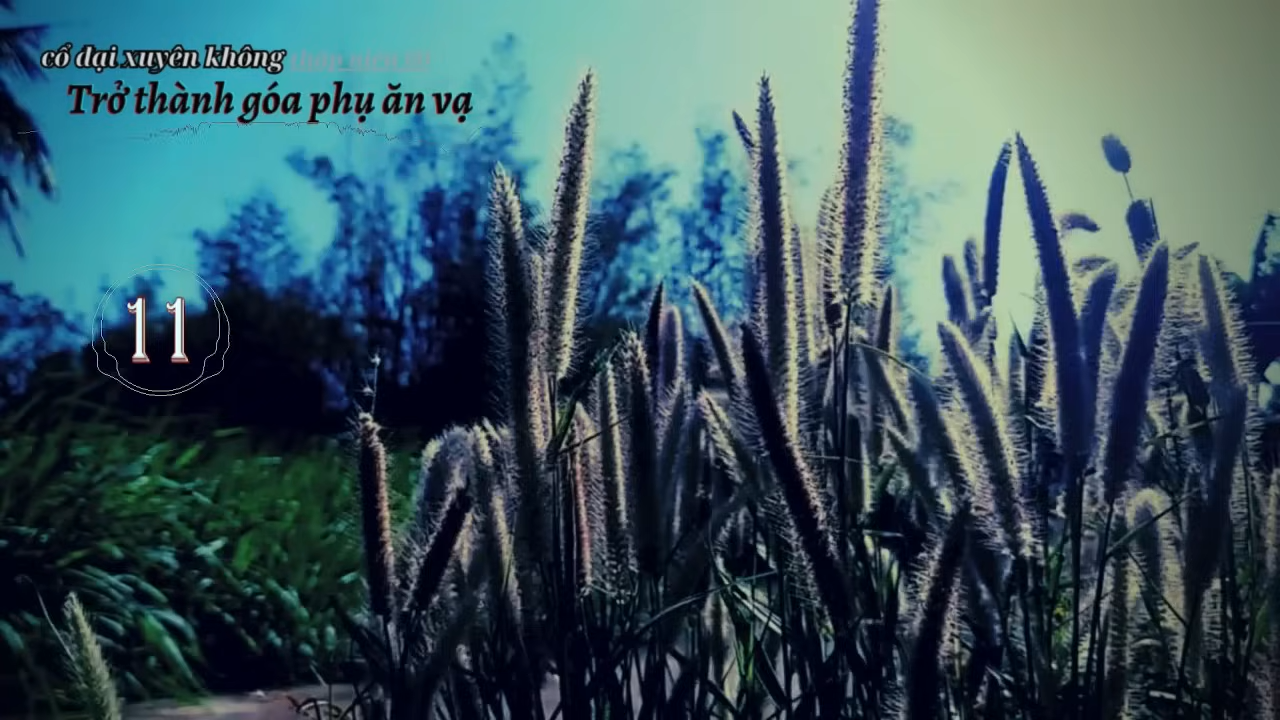 cổ đại xuyên không
Trở thành góa phụ ăn vạ
11